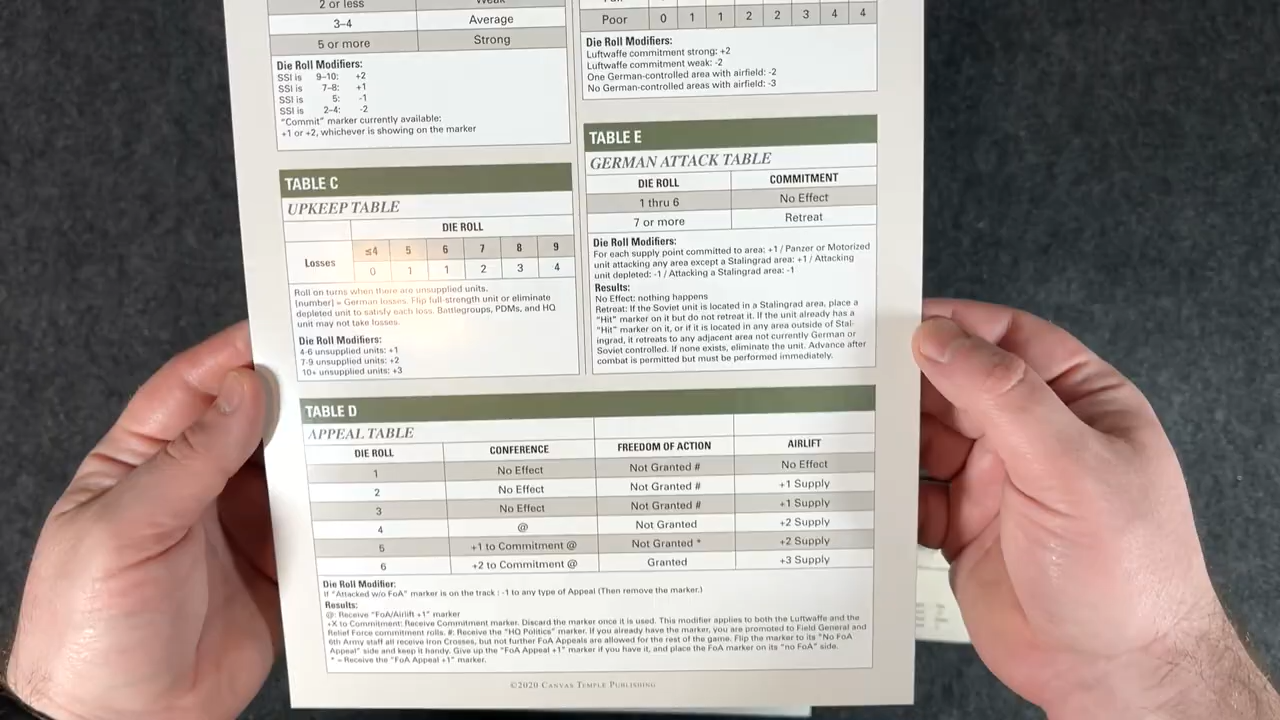 2 or less Weak
3–4 Average
5 or more Strong
Die Roll Modifiers:
SSI is 9–10: +2
SSI is 7–8: +1
SSI is 5: -1
SSI is 2–4: -2
“Commit” marker currently available:
+1 or +2, whichever is showing on the marker
Poor 0 1 1 2 2 3 4 4
Die Roll Modifiers:
Luftwaffe commitment strong: +2
Luftwaffe commitment weak: -2
One German-controlled area with airfield: -2
No German-controlled areas with airfield: -3
TABLE C
UPKEEP TABLE
DIE ROLL
Losses
≤4 5 6 7 8 9
0 1 1 2 3 4
Roll on turns when there are unsupplied units.
[number] = German losses. Flip full strength unit or eliminate
depleted unit to satisfy each loss. Battlegroups, PDMs, and HQ
unit may not take losses.
Die Roll Modifiers:
4-6 unsupplied units: +1
7-9 unsupplied units: +2
10+ unsupplied units: +3
TABLE E
GERMAN ATTACK TABLE
DIE ROLL COMMITMENT
1 thru 6 No Effect
7 or more Retreat
Die Roll Modifiers:
For each supply point committed to area: +1 / Panzer or Motorized
unit attacking any area except a Stalingrad area: +1 / Attacking
unit depleted: -1 / Attacking a Stalingrad area: -1
Results:
No Effect: nothing happens
Retreat: If the Soviet unit is located in a Stalingrad area, place a
“Hit” marker on it but do not retreat it. If the unit already has a
“Hit” marker on it, or if it is located in any area outside of Stal-
ingrad, it retreats to any adjacent area not currently German or
Soviet controlled. If none exists, eliminate the unit. Advance after
combat is permitted but must be performed immediately.
TABLE D
APPEAL TABLE
DIE ROLL CONFERENCE FREEDOM OF ACTION AIRLIFT
1 No Effect Not Granted # No Effect
2 No Effect Not Granted # +1 Supply
3 No Effect Not Granted # +1 Supply
4 @ Not Granted +2 Supply
5 +1 to Commitment @ Not Granted * +2 Supply
6 +2 to Commitment @ Granted +3 Supply
Die Roll Modifier:
If “Attacked w/o FoA” marker is on the track : -1 to any type of Appeal (Then remove the marker.)
Results:
@: Receive “FoA/Airlift +1” marker
+X to Commitment: Receive Commitment marker. Discard the marker once it is used. This modifier applies to both the Luftwaffe and the
Relief Force commitment rolls. #: Receive the “HQ Politics” marker. If you already have the marker, you are promoted to Field General and
6th Army staff all receive Iron Crosses, but not further FoA Appeals are allowed for the rest of the game. Flip the marker to its “No FoA
Appeal” side and keep it handy. Give up the “FoA Appeal +1” marker if you have it, and place the FoA marker on its “no FoA” side.
* = Receive the “FoA Appeal +1” marker.
©2020 CANVAS TEMPLE PUBLISHING